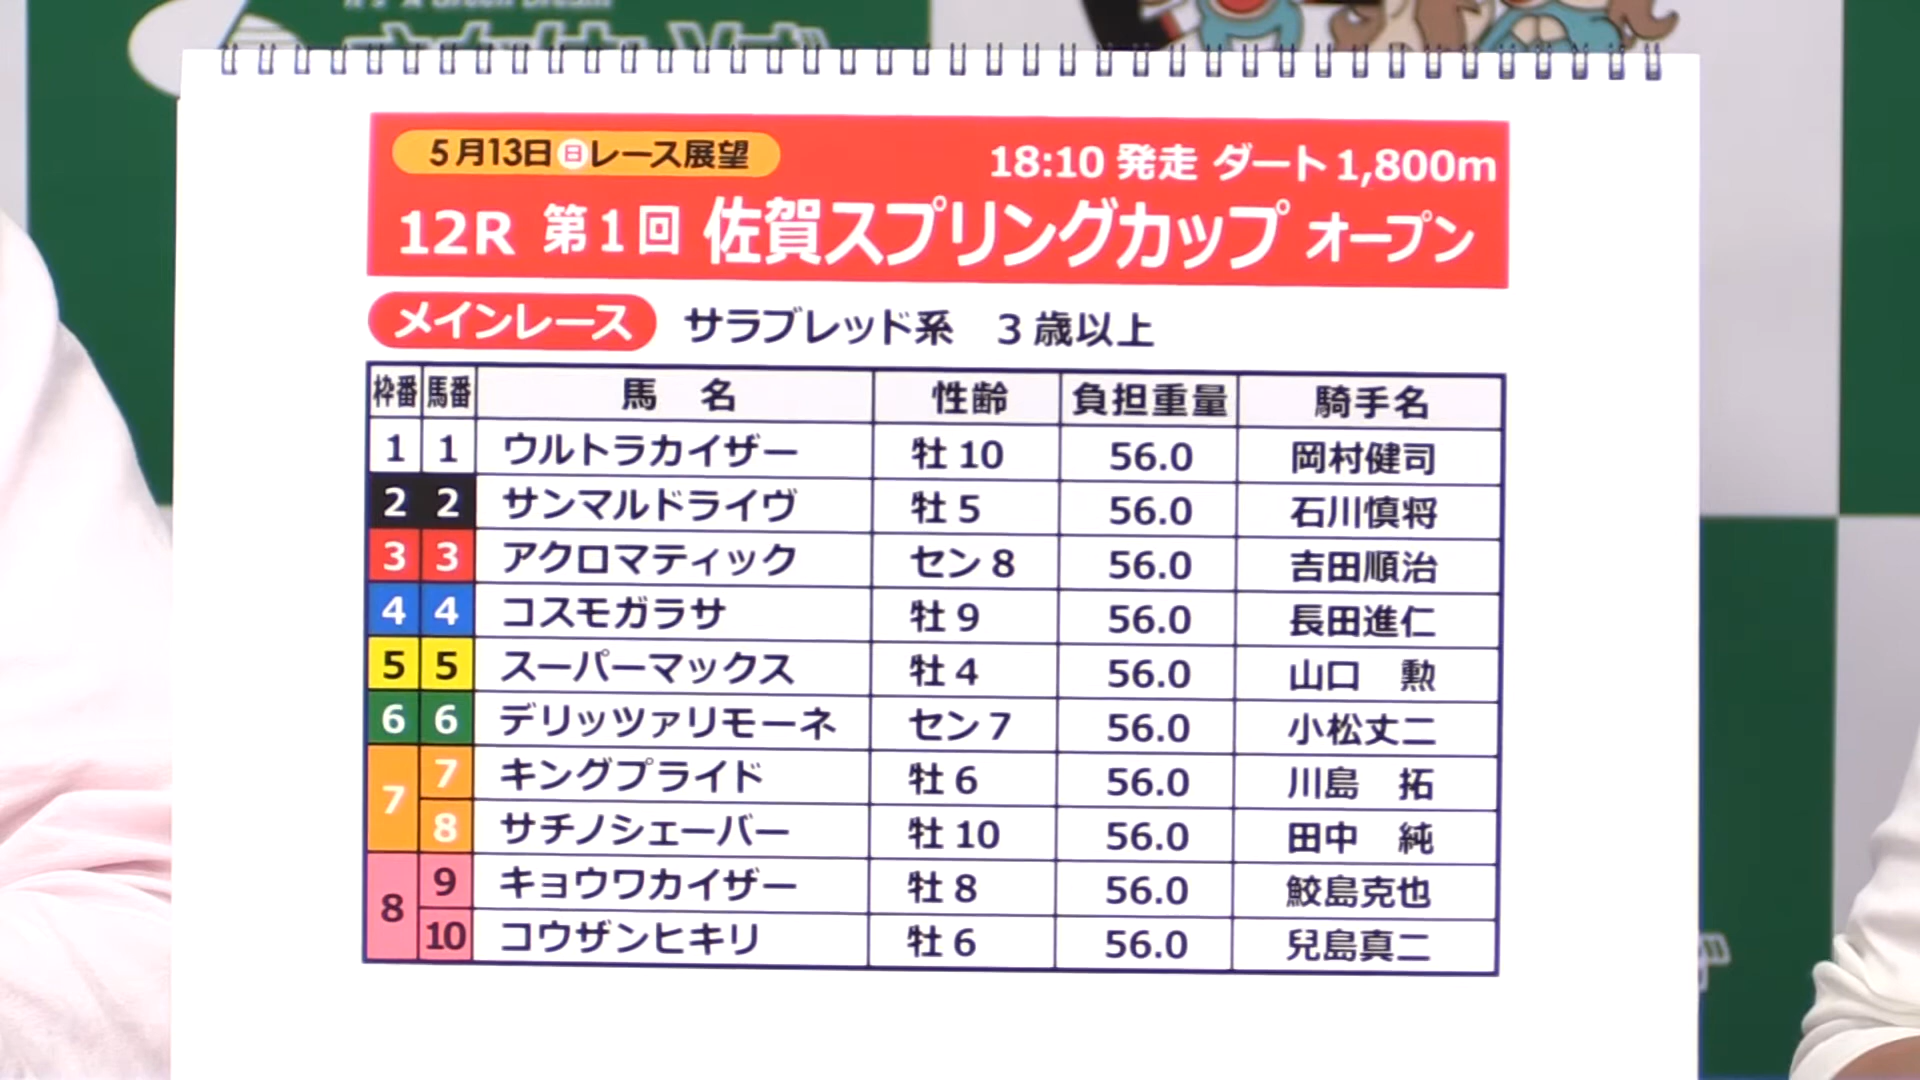 It's A Green Dream
5月13日日レース展望
18:10 発走 ダート1,800m
12R 第1回 佐賀スプリングカップ オープン
メインレース サラブレッド系 3歳以上
枠番 馬番 馬 名 性齢 負担重量 騎手名
1 1 ウルトラカイザー 牡10 56.0 岡村健司
2 2 サンマルドライヴ 牡5 56.0 石川慎将
3 3 アクロマティック セン8 56.0 吉田順治
4 4 コスモガラサ 牡9 56.0 長田進仁
5 5 スーパーマックス 牡4 56.0 山口 勲
6 6 デリッツァリモーネ セン7 56.0 小松丈二
7 7 キングプライド 牡6 56.0 川島 拓
8 サチノシェーバー 牡10 56.0 田中 純
8 9 キョウワカイザー 牡8 56.0 鮫島克也
10 コウザンヒキリ 牡6 56.0 兒島真二